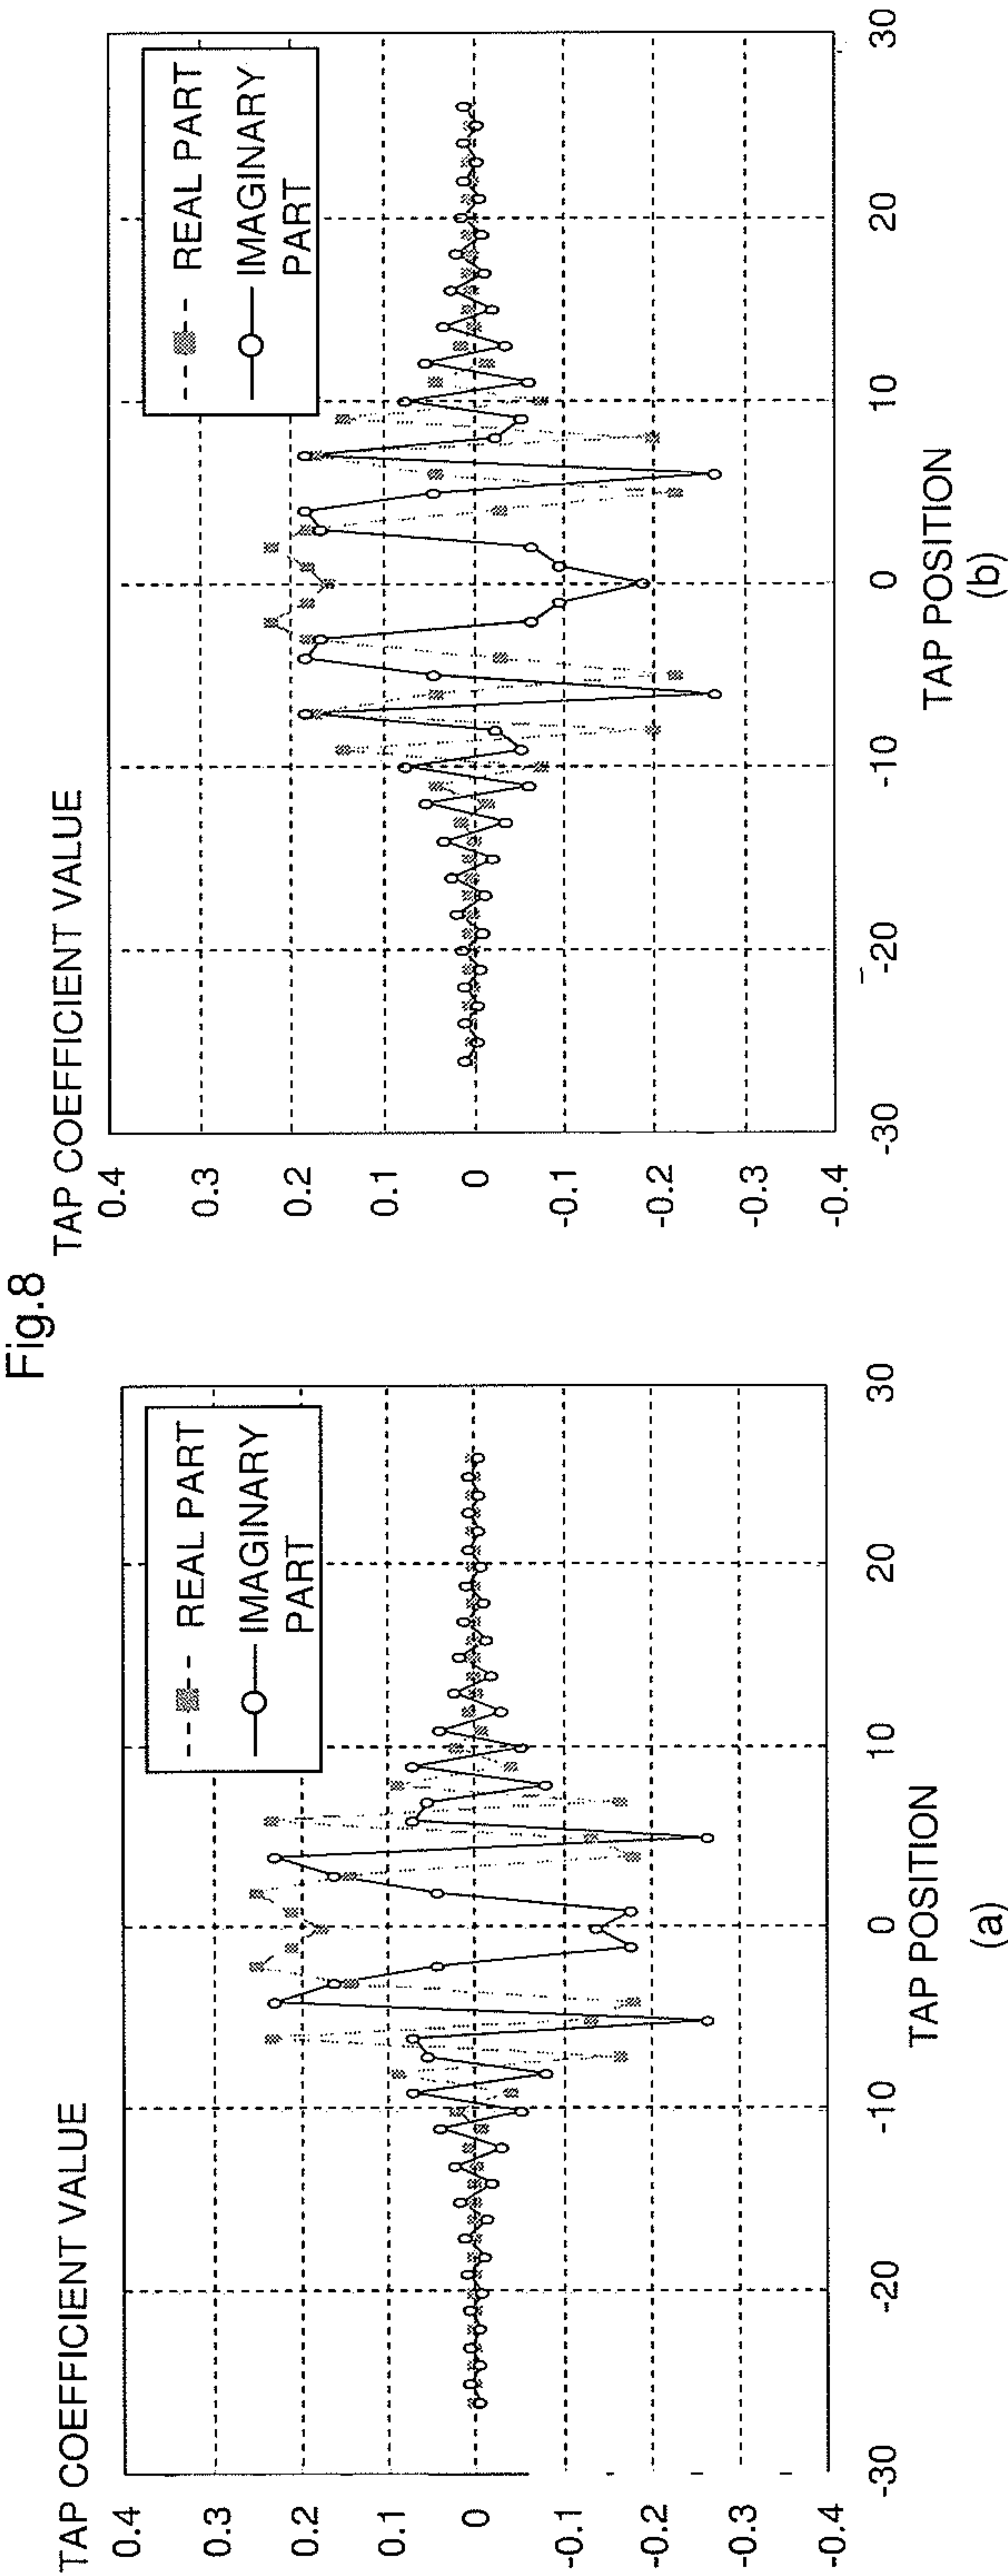 Fig.8
TAP COEFFICIENT VALUE
0.4
0.3
0.2
0.1
0
-0.1
-0.2
-0.3
-0.4
-30
-20
-10
0
10
20
30
REAL PART
IMAGINARY
PART
TAP POSITION
(a)
TAP COEFFICIENT VALUE
0.4
0.3
0.2
0.1
0
-0.1
-0.2
-0.3
-0.4
-30
-20
-10
0
10
20
30
REAL PART
IMAGINARY
PART
TAP POSITION
(b)